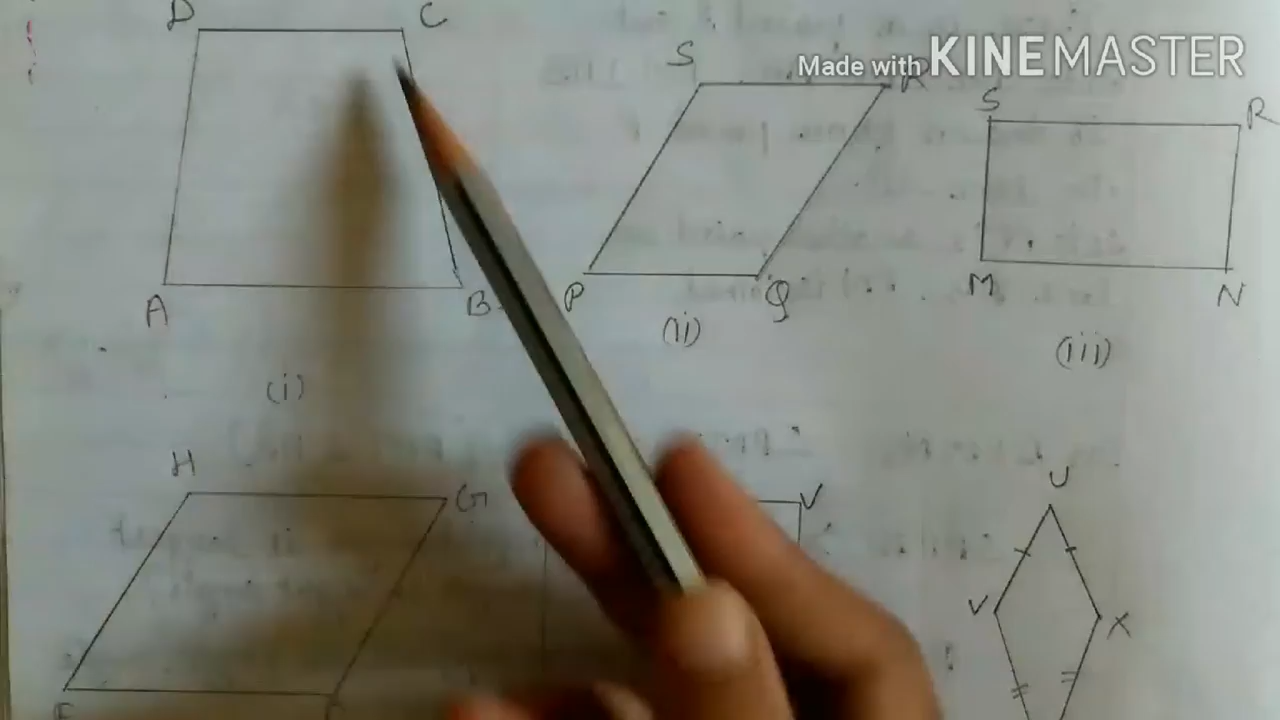 D C
S R
Made with KINEMASTER
S R
A B
P Q
M N
(i)
(ii)
(iii)
H G
V
U
V X
E